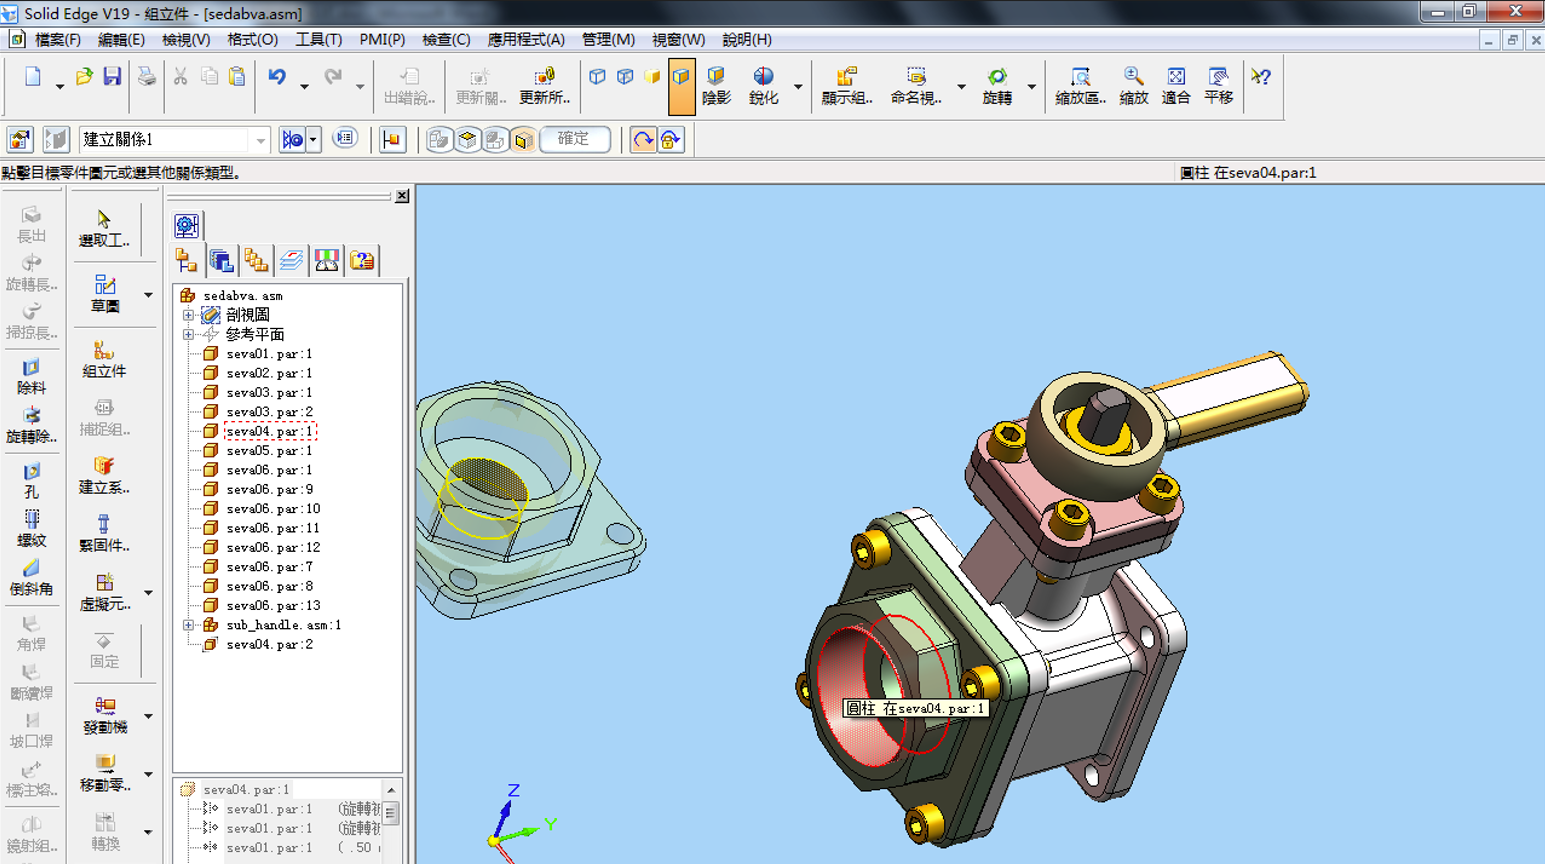 Solid Edge V19 - 組立件 - [sedabva.asm]
檔案(F) 編輯(E) 檢視(V) 格式(O) 工具(T) PMI(P) 檢查(C) 應用程式(A) 管理(M) 視窗(W) 說明(H)
出錯說.. 更新關.. 更新所.. 陰影 銳化 顯示組.. 命名視.. 旋轉 縮放區.. 縮放 適合 平移
建立關係1 確定
點擊目標零件圖元或選其他關係類型。 圓柱 在seva04.par:1
長出
旋轉長..
掃掠長..
除料
旋轉除..
孔
螺紋
倒斜角
角焊
斷續焊
坡口焊
標注熔..
鏡射組..
選取工..
草圖
組立件
捕捉組..
建立系..
緊固件..
虛擬元..
固定
發動機
移動零..
轉換
sedabva.asm
剖視圖
參考平面
seva01.par:1
seva02.par:1
seva03.par:1
seva03.par:2
seva04.par:1
seva05.par:1
seva06.par:1
seva06.par:9
seva06.par:10
seva06.par:11
seva06.par:12
seva06.par:7
seva06.par:8
seva06.par:13
sub_handle.asm:1
seva04.par:2
seva04.par:1
seva01.par:1 (旋轉
seva01.par:1 (旋轉
seva01.par:1 ( .50
圓柱 在seva04.par:1
Z
Y